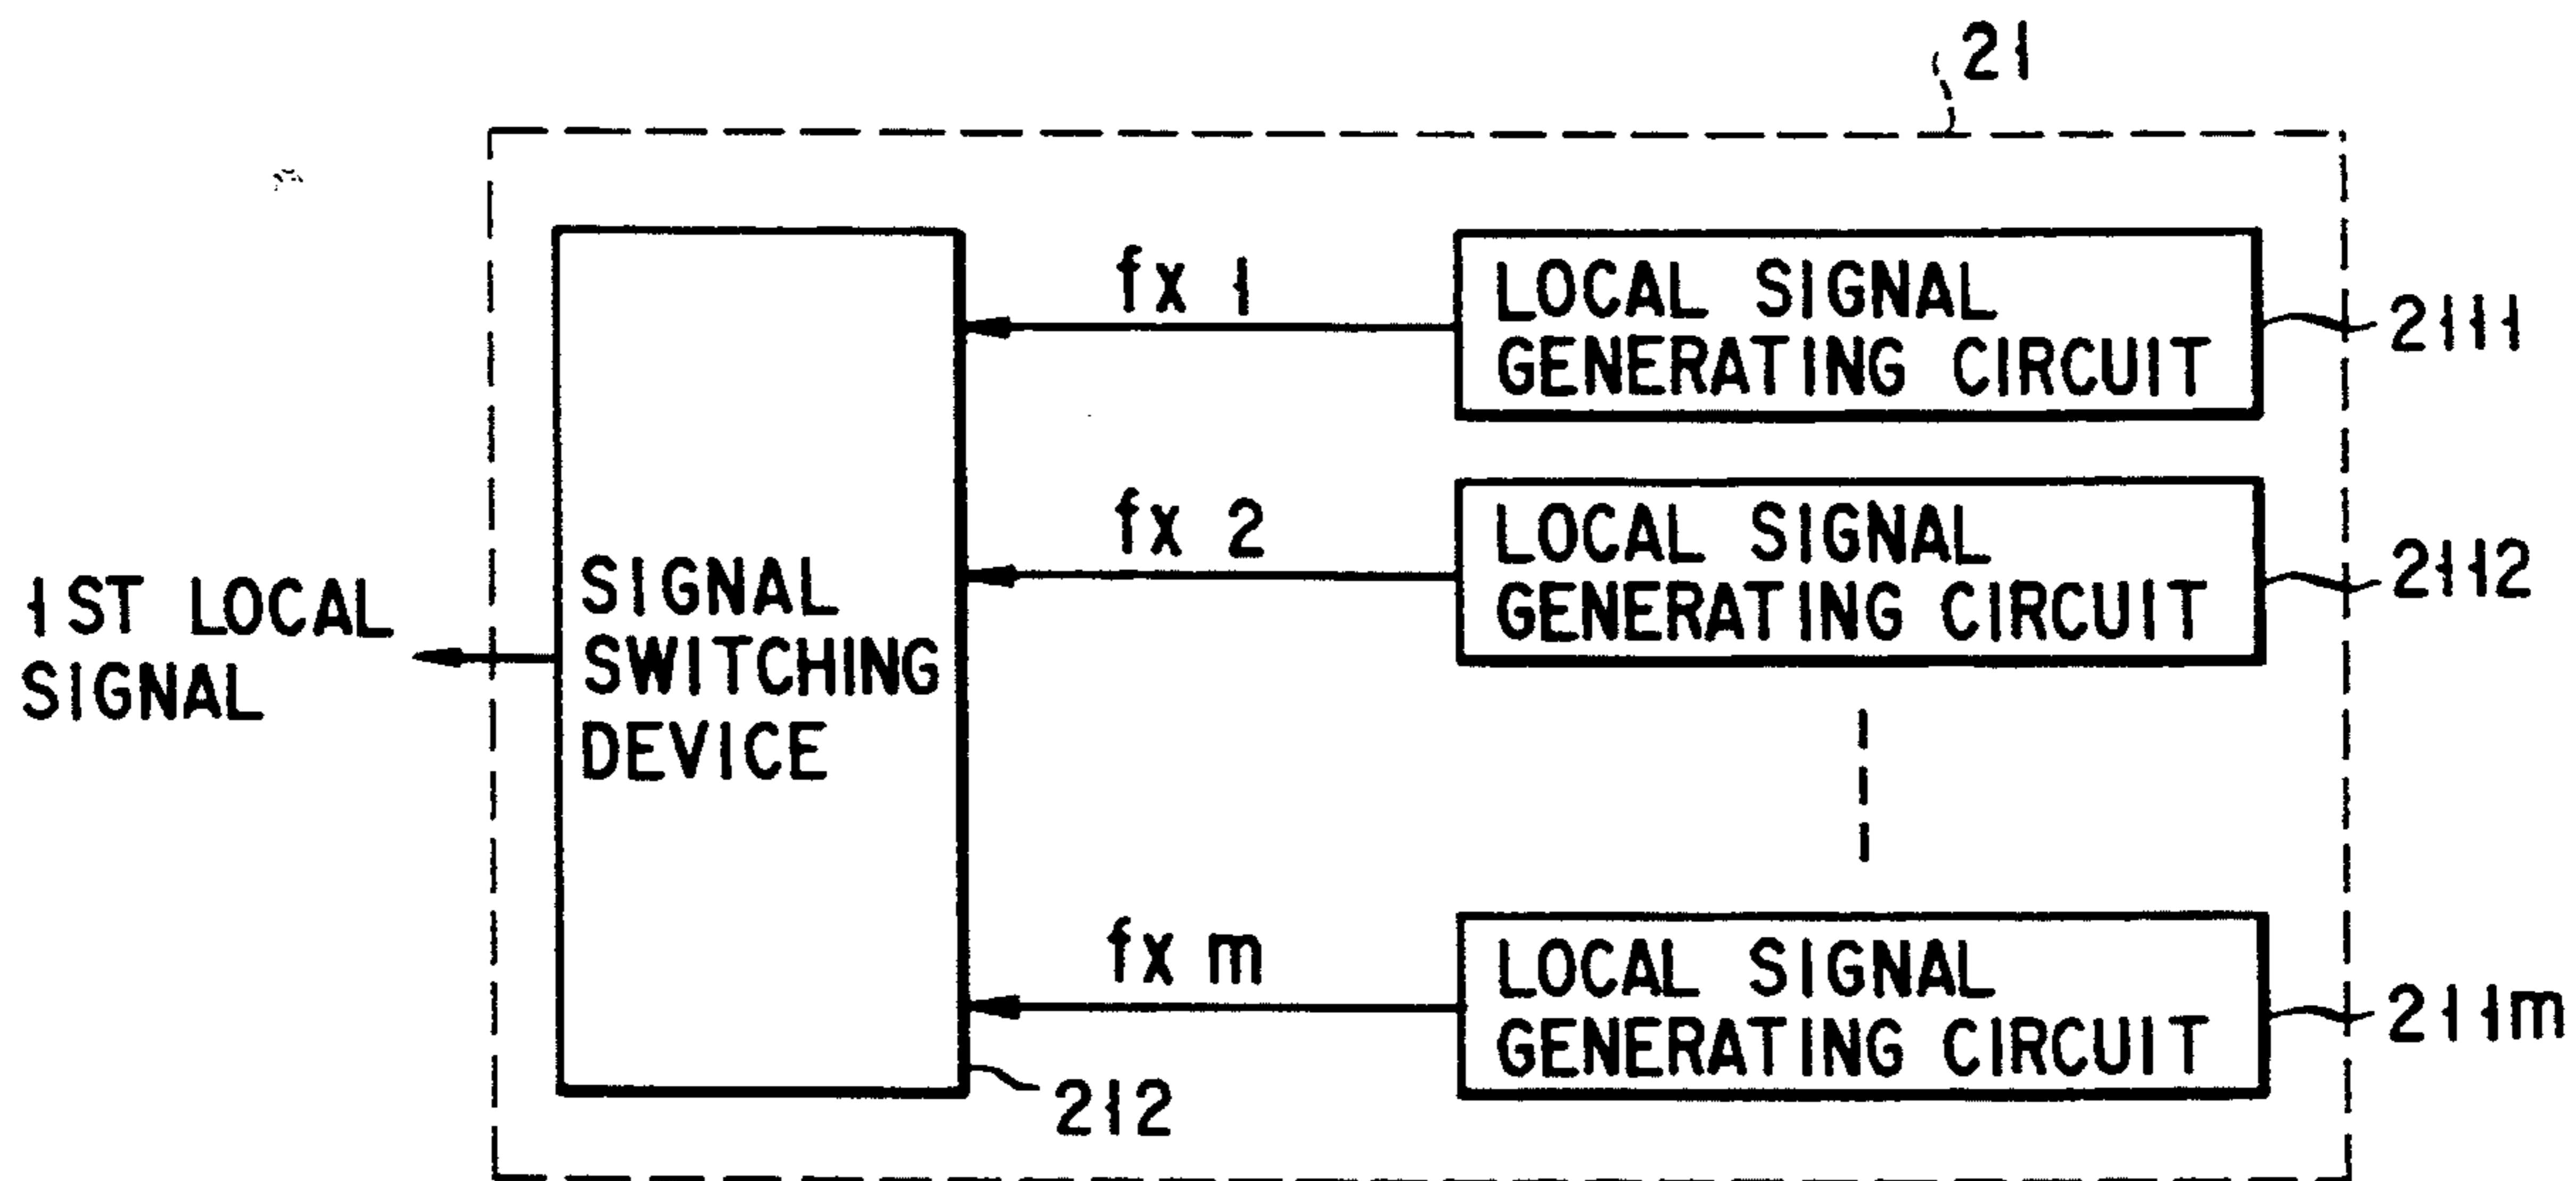 21
fx 1
LOCAL SIGNAL
GENERATING CIRCUIT
2111
fx 2
LOCAL SIGNAL
GENERATING CIRCUIT
2112
1ST LOCAL
SIGNAL
SIGNAL
SWITCHING
DEVICE
fx m
LOCAL SIGNAL
GENERATING CIRCUIT
211m
212